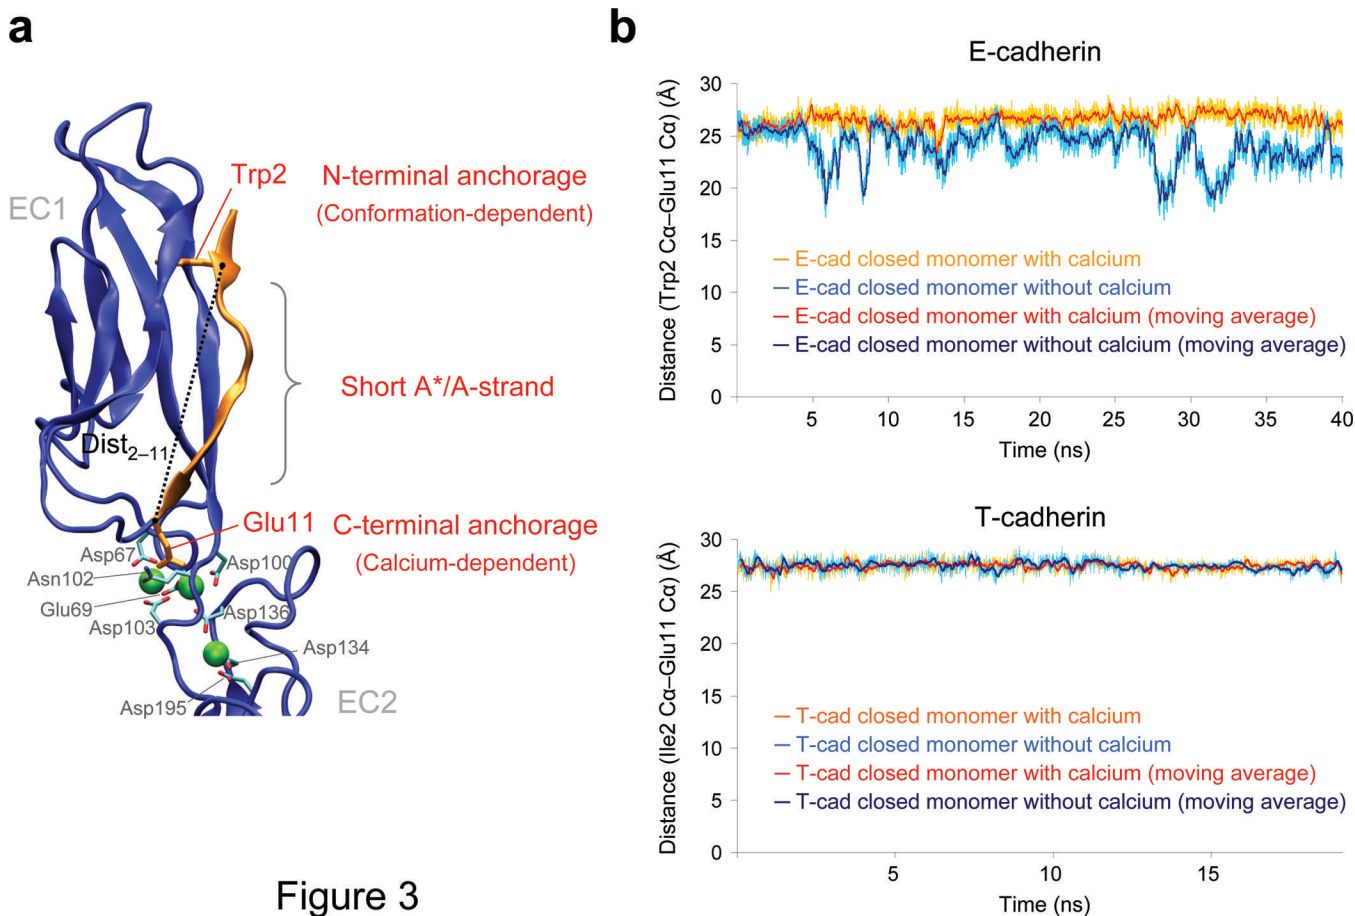 a
Trp2
N-terminal anchorage
(Conformation-dependent)
EC1
Short A*/A-strand
Dist2–11
Glu11
C-terminal anchorage
(Calcium-dependent)
Asp67
Asp100
Asn102
Glu69
Asp136
Asp103
Asp134
Asp195
EC2
b
E-cadherin
Distance (Trp2 Cα–Glu11 Cα) (Å)
30
25
20
15
10
5
0
E-cad closed monomer with calcium
E-cad closed monomer without calcium
E-cad closed monomer with calcium (moving average)
E-cad closed monomer without calcium (moving average)
5 10 15 20 25 30 35 40
Time (ns)
T-cadherin
Distance (Ile2 Cα–Glu11 Cα) (Å)
30
25
20
15
10
5
0
T-cad closed monomer with calcium
T-cad closed monomer without calcium
T-cad closed monomer with calcium (moving average)
T-cad closed monomer without calcium (moving average)
5 10 15
Time (ns)
Figure 3